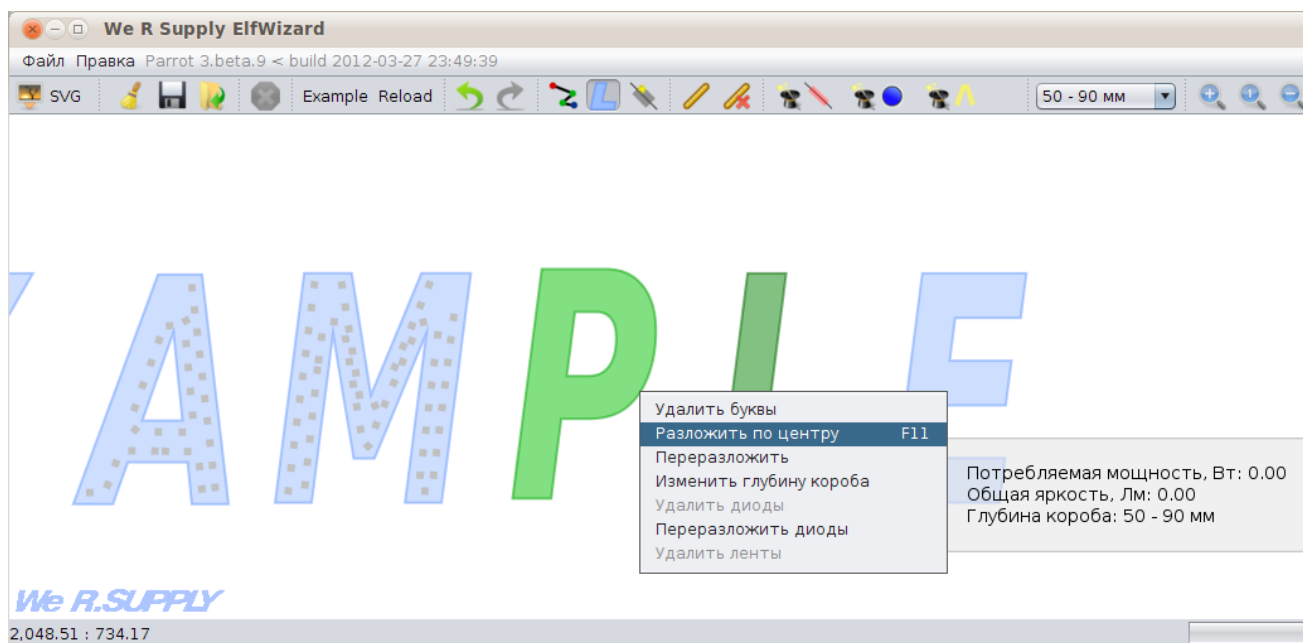 We R Supply ElfWizard
Файл Правка Parrot 3.beta.9 < build 2012-03-27 23:49:39
SVG Example Reload 50 - 90 мм
AMPLE
Удалить буквы
Разложить по центру F11
Переразложить
Изменить глубину короба
Удалить диоды
Переразложить диоды
Удалить ленты
Потребляемая мощность, Вт: 0.00
Общая яркость, Лм: 0.00
Глубина короба: 50 - 90 мм
We R.SUPPLY
2,048.51 : 734.17